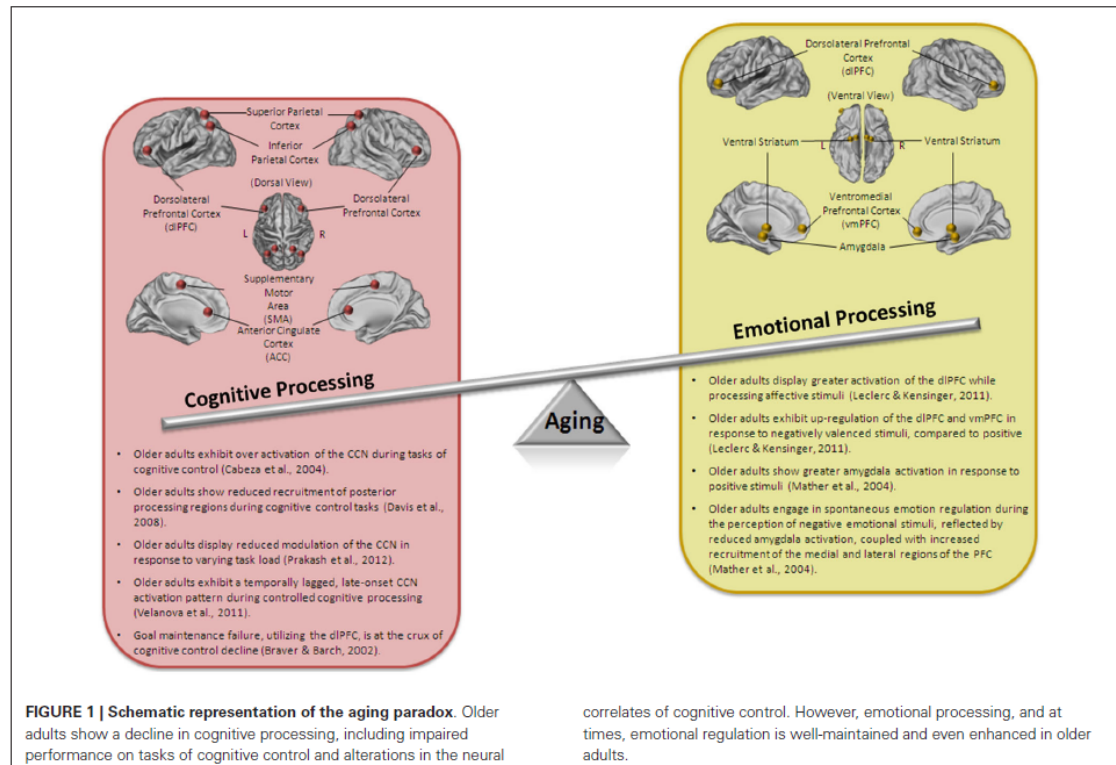 Superior Parietal
Cortex
Inferior
Parietal Cortex
(Dorsal View)
Dorsolateral
Prefrontal Cortex
(dlPFC)
Dorsolateral
Prefrontal Cortex
L
R
Supplementary
Motor
Area
(SMA)
Anterior Cingulate
Cortex
(ACC)
Cognitive Processing
• Older adults exhibit over activation of the CCN during tasks of
cognitive control (Cabeza et al., 2004).
• Older adults show reduced recruitment of posterior
processing regions during cognitive control tasks (Davis et al.,
2008).
• Older adults display reduced modulation of the CCN in
response to varying task load (Prakash et al., 2012).
• Older adults exhibit a temporally lagged, late-onset CCN
activation pattern during controlled cognitive processing
(Velanova et al., 2011).
• Goal maintenance failure, utilizing the dlPFC, is at the crux of
cognitive control decline (Braver & Barch, 2002).
Aging
Dorsolateral Prefrontal
Cortex
(dlPFC)
(Ventral View)
Ventral Striatum
Ventral Striatum
L
R
Ventromedial
Prefrontal Cortex
(vmPFC)
Amygdala
Emotional Processing
• Older adults display greater activation of the dlPFC while
processing affective stimuli (Leclerc & Kensinger, 2011).
• Older adults exhibit up-regulation of the dlPFC and vmPFC in
response to negatively valenced stimuli, compared to positive
(Leclerc & Kensinger, 2011).
• Older adults show greater amygdala activation in response to
positive stimuli (Mather et al., 2004).
• Older adults engage in spontaneous emotion regulation during
the perception of negative emotional stimuli, reflected by
reduced amygdala activation, coupled with increased
recruitment of the medial and lateral regions of the PFC
(Mather et al., 2004).
FIGURE 1 | Schematic representation of the aging paradox. Older
adults show a decline in cognitive processing, including impaired
performance on tasks of cognitive control and alterations in the neural
correlates of cognitive control. However, emotional processing, and at
times, emotional regulation is well-maintained and even enhanced in older
adults.